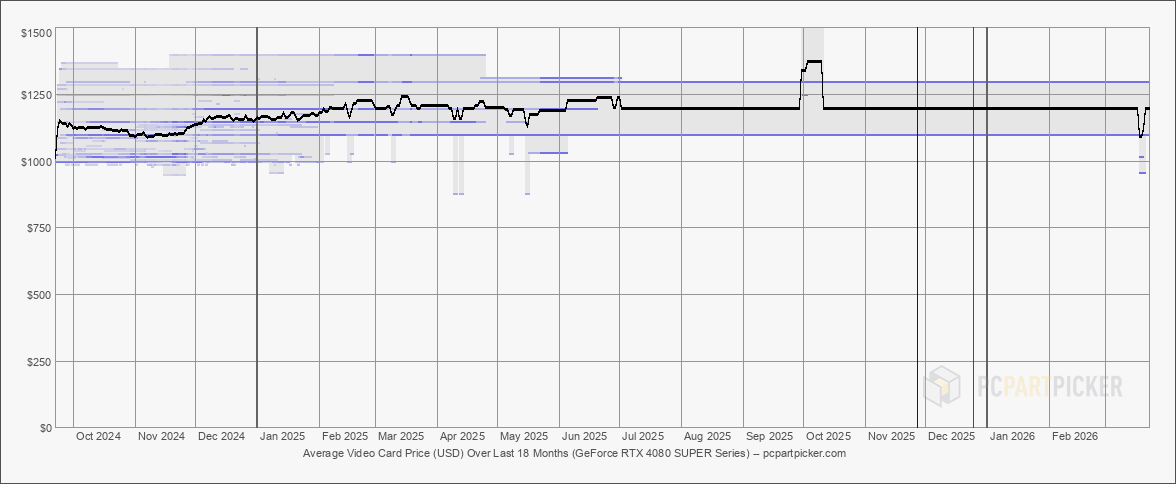 $1500
$1250
$1000
$750
$500
$250
$0
PCPARTPICKER
Oct 2024 Nov 2024 Dec 2024 Jan 2025 Feb 2025 Mar 2025 Apr 2025 May 2025 Jun 2025 Jul 2025 Aug 2025 Sep 2025 Oct 2025 Nov 2025 Dec 2025 Jan 2026 Feb 2026
Average Video Card Price (USD) Over Last 18 Months (GeForce RTX 4080 SUPER Series) -- pcpartpicker.com